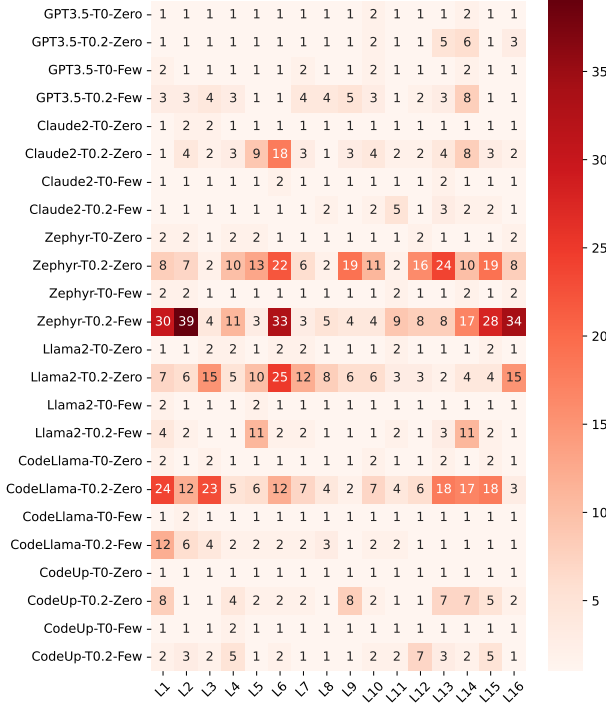 GPT3.5-T0-Zero 1 1 1 1 1 1 1 1 1 2 1 1 1 2 1 1
GPT3.5-T0.2-Zero 1 1 1 1 1 1 1 1 1 2 1 1 5 6 1 3
GPT3.5-T0-Few 2 1 1 1 1 1 2 1 1 2 1 1 1 2 1 1
GPT3.5-T0.2-Few 3 3 4 3 1 1 4 4 5 3 1 2 3 8 1 1
Claude2-T0-Zero 1 2 2 1 1 1 1 1 1 1 1 1 1 1 1 1
Claude2-T0.2-Zero 1 4 2 3 9 18 3 1 3 4 2 2 4 8 3 2
Claude2-T0-Few 1 1 1 1 1 2 1 1 1 1 1 1 2 1 1 1
Claude2-T0.2-Few 1 1 1 1 1 1 1 2 1 2 5 1 3 2 2 1
Zephyr-T0-Zero 2 2 1 2 2 1 1 1 1 1 1 2 1 1 1 2
Zephyr-T0.2-Zero 8 7 2 10 13 22 6 2 19 11 2 16 24 10 19 8
Zephyr-T0-Few 2 2 1 1 1 1 1 1 1 1 2 1 1 2 1 2
Zephyr-T0.2-Few 30 39 4 11 3 33 3 5 4 4 9 8 8 17 28 34
Llama2-T0-Zero 1 1 2 1 2 2 1 1 1 1 2 1 1 1 2 1
Llama2-T0.2-Zero 7 6 15 5 10 25 12 8 6 6 3 3 2 4 4 15
Llama2-T0-Few 2 1 1 1 2 1 1 1 1 1 1 1 1 1 1 1
Llama2-T0.2-Few 4 2 1 1 11 2 2 1 1 1 2 1 3 11 2 1
CodeLlama-T0-Zero 2 1 2 1 1 1 1 1 1 2 1 1 2 1 2 1
CodeLlama-T0.2-Zero 24 12 23 5 6 12 7 4 2 7 4 6 18 17 18 3
CodeLlama-T0-Few 1 2 1 1 1 1 1 1 1 1 1 1 1 1 1 1
CodeLlama-T0.2-Few 12 6 4 2 2 2 2 3 1 2 2 1 1 1 1 1
CodeUp-T0-Zero 1 1 1 1 1 1 1 1 1 1 1 1 1 1 1 1
CodeUp-T0.2-Zero 8 1 1 4 2 2 2 1 8 2 1 1 7 7 5 2
CodeUp-T0-Few 1 1 1 2 1 1 1 1 1 1 1 1 1 1 1 1
CodeUp-T0.2-Few 2 3 2 5 1 2 1 1 1 2 2 7 3 2 5 1
L1 L2 L3 L4 L5 L6 L7 L8 L9 L10 L11 L12 L13 L14 L15 L16
35
30
25
20
15
10
5